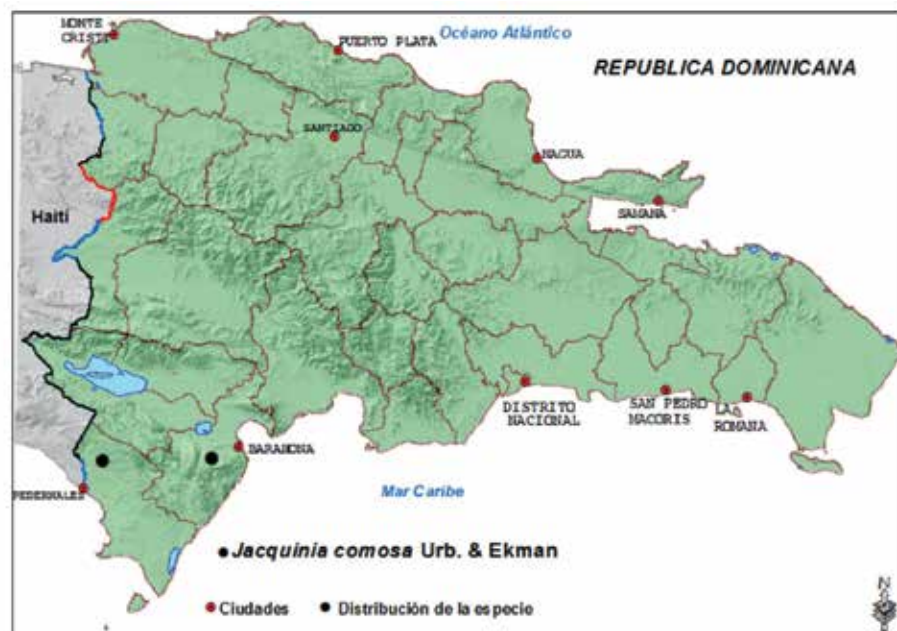 MONTE
CRISTI
PUERTO PLATA
Océano Atlántico
REPUBLICA DOMINICANA
SANTIAGO
NAGUA
SAMANA
Haití
DISTRITO
NACIONAL
SAN PEDRO
MACORIS
LA
ROMANA
BARAHONA
PEDERNALES
Mar Caribe
Jacquinia comosa Urb. & Ekman
Ciudades
Distribución de la especie
N